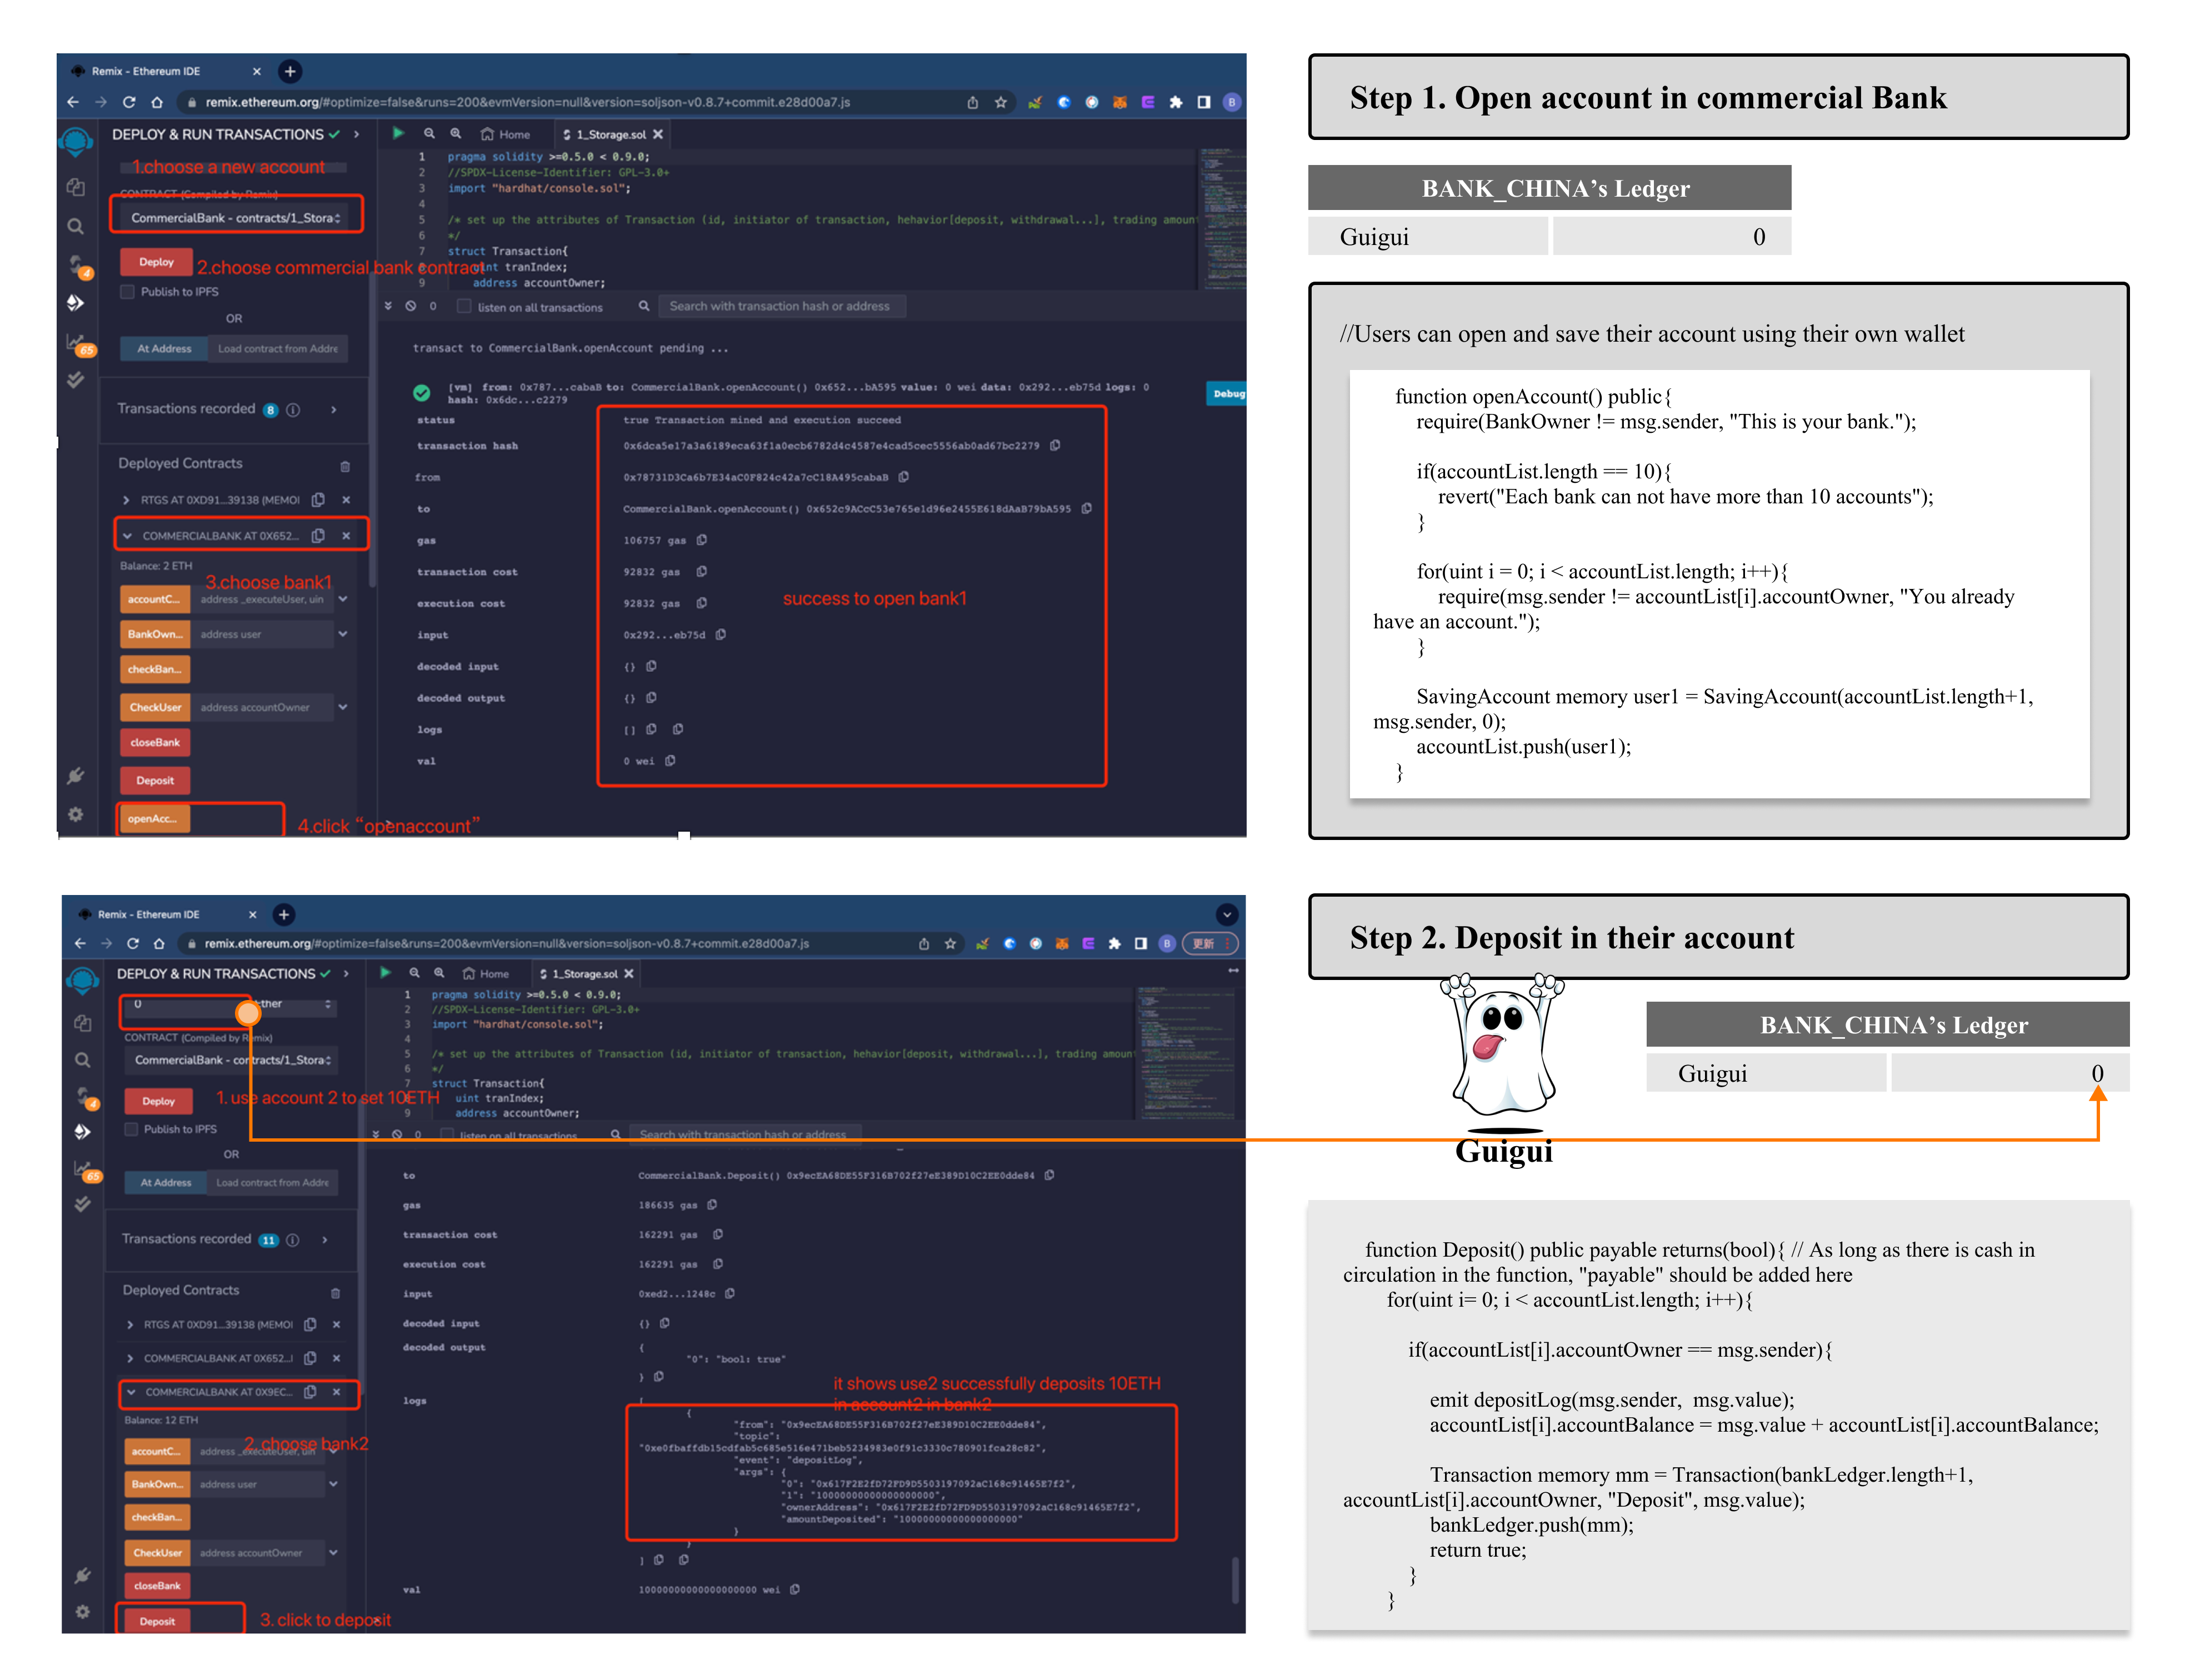 Remix - Ethereum IDE
remix.ethereum.org/#optimize=false&runs=200&evmVersion=null&version=soljson-v0.8.7+commit.e28d00a7.js
B
DEPLOY & RUN TRANSACTIONS
1.choose a new account
CONTRACT (Compiled by Remix)
CommercialBank - contracts/1_Stora
Deploy
2.choose commercial bank contract
Publish to IPFS
OR
At Address
Load contract from Addre
Transactions recorded 8
Deployed Contracts
RTGS AT 0XD91...39138 (MEMOI
COMMERCIALBANK AT 0X652...
Balance: 2 ETH
3.choose bank1
accountC...
address _executeUser, uin
BankOwn...
address user
checkBan...
CheckUser
address accountOwner
closeBank
Deposit
openAcc...
4.click “openaccount”
4
65
Home
1_Storage.sol
1 pragma solidity >=0.5.0 < 0.9.0;
2 //SPDX-License-Identifier: GPL-3.0+
3 import "hardhat/console.sol";
4
5 /* set up the attributes of Transaction (id, initiator of transaction, hehavior[deposit, withdrawal...], trading amount
6 */
7 struct Transaction{
8 uint tranIndex;
9 address accountOwner;
0
listen on all transactions
Search with transaction hash or address
transact to CommercialBank.openAccount pending ...
[vm] from: 0x787...cabaB to: CommercialBank.openAccount() 0x652...bA595 value: 0 wei data: 0x292...eb75d logs: 0
hash: 0x6dc...c2279
Debug
status true Transaction mined and execution succeed
transaction hash 0x6dca5e17a3a6189eca63f1a0ecb6782d4c4587e4cad5cec5556ab0ad67bc2279
from 0x78731D3Ca6b7E34aC0F824c42a7cC18A495cabaB
to CommercialBank.openAccount() 0x652c9ACcC53e765e1d96e2455E618dAaB79bA595
gas 106757 gas
transaction cost 92832 gas
execution cost 92832 gas
success to open bank1
input 0x292...eb75d
decoded input {}
decoded output {}
logs []
val 0 wei
Step 1. Open account in commercial Bank
BANK_CHINA’s Ledger
Guigui 0
//Users can open and save their account using their own wallet
function openAccount() public{
require(BankOwner != msg.sender, "This is your bank.");
if(accountList.length == 10){
revert("Each bank can not have more than 10 accounts");
}
for(uint i = 0; i < accountList.length; i++){
require(msg.sender != accountList[i].accountOwner, "You already
have an account.");
}
SavingAccount memory user1 = SavingAccount(accountList.length+1,
msg.sender, 0);
accountList.push(user1);
}
Remix - Ethereum IDE
remix.ethereum.org/#optimize=false&runs=200&evmVersion=null&version=soljson-v0.8.7+commit.e28d00a7.js
B
更新
DEPLOY & RUN TRANSACTIONS
0
ther
CONTRACT (Compiled by Remix)
CommercialBank - contracts/1_Stora
Deploy
1. use account 2 to set 10ETH
Publish to IPFS
OR
At Address
Load contract from Addre
Transactions recorded 11
Deployed Contracts
RTGS AT 0XD91...39138 (MEMOI
COMMERCIALBANK AT 0X652...I
COMMERCIALBANK AT 0X9EC...
Balance: 12 ETH
2. choose bank2
accountC...
address _executeUser, uin
BankOwn...
address user
checkBan...
CheckUser
address accountOwner
closeBank
Deposit
3. click to deposit
4
65
Home
1_Storage.sol
1 pragma solidity >=0.5.0 < 0.9.0;
2 //SPDX-License-Identifier: GPL-3.0+
3 import "hardhat/console.sol";
4
5 /* set up the attributes of Transaction (id, initiator of transaction, hehavior[deposit, withdrawal...], trading amount
6 */
7 struct Transaction{
8 uint tranIndex;
9 address accountOwner;
0
listen on all transactions
Search with transaction hash or address
to CommercialBank.Deposit() 0x9ecEA68DE55F316B702f27eE389D10C2EE0dde84
gas 186635 gas
transaction cost 162291 gas
execution cost 162291 gas
input 0xed2...1248c
decoded input {}
decoded output {
"0": "bool: true"
}
it shows use2 successfully deposits 10ETH
in account2 in bank2
logs [
{
"from": "0x9ecEA68DE55F316B702f27eE389D10C2EE0dde84",
"topic":
"0xe0fbaffdb15cdfab5c685e516e471beb5234983e0f91c3330c780901fca28c82",
"event": "depositLog",
"args": {
"0": "0x617F2E2fD72FD9D5503197092aC168c91465E7f2",
"1": "10000000000000000000",
"ownerAddress": "0x617F2E2fD72FD9D5503197092aC168c91465E7f2",
"amountDeposited": "10000000000000000000"
}
}
]
val 10000000000000000000 wei
Step 2. Deposit in their account
BANK_CHINA’s Ledger
Guigui 0
Guigui
function Deposit() public payable returns(bool){ // As long as there is cash in
circulation in the function, "payable" should be added here
for(uint i= 0; i < accountList.length; i++){
if(accountList[i].accountOwner == msg.sender){
emit depositLog(msg.sender, msg.value);
accountList[i].accountBalance = msg.value + accountList[i].accountBalance;
Transaction memory mm = Transaction(bankLedger.length+1,
accountList[i].accountOwner, "Deposit", msg.value);
bankLedger.push(mm);
return true;
}
}